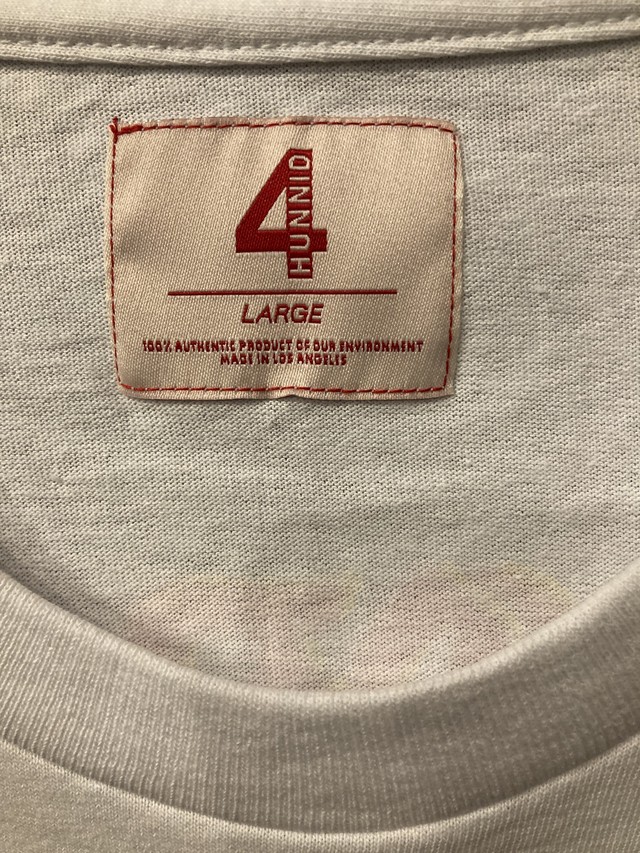 4
HUNNID
LARGE
100% AUTHENTIC PRODUCT OF OUR ENVIRONMENT
MADE IN LOS ANGELES